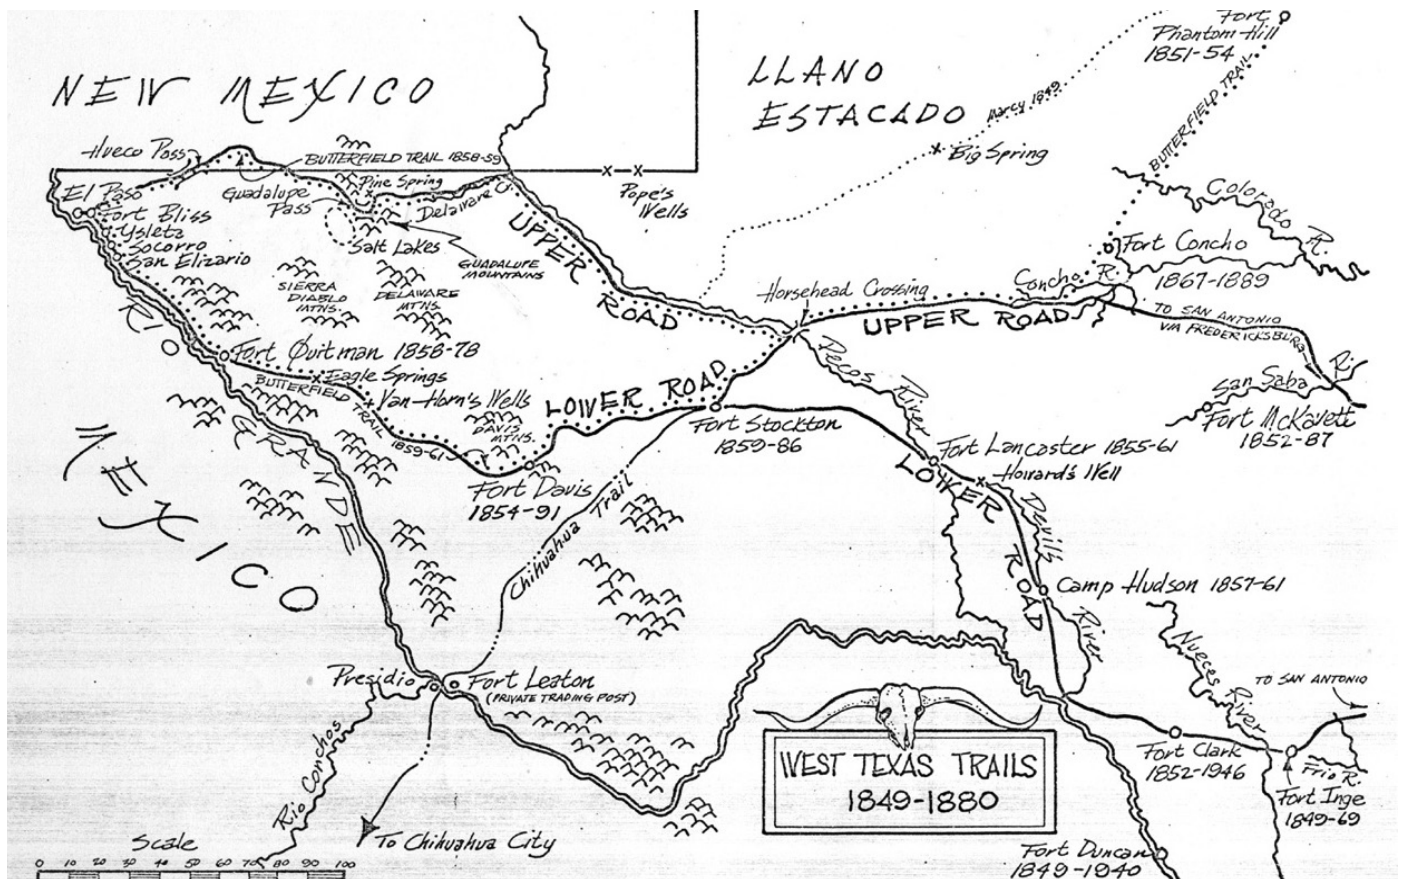 NEW MEXICO
LLANO
ESTACADO
Fort
Phantom Hill
1851-54
BUTTERFIELD TRAIL
Marcy 1849
Big Spring
Hueco Pass
BUTTERFIELD TRAIL 1858-59
Pine Spring
Guadalupe
Pass
Delaware C.
Pope's
Wells
El Paso
Fort Bliss
Ysleta
Socorro
San Elizario
Salt Lakes
GUADALUPE
MOUNTAINS
SIERRA
DIABLO
MTNS.
DELAWARE
MTNS.
UPPER
ROAD
Colorado R.
Fort Concho
1867-1889
Concho R.
Horsehead Crossing
UPPER ROAD
TO SAN ANTONIO
VIA FREDERICKSBURG
RIO
GRANDE
Fort Quitman 1858-78
Eagle Springs
BUTTERFIELD TRAIL
1859-61
Van Horn's Wells
DAVIS
MTNS.
LOWER ROAD
Pecos River
San Saba R.
Fort McKavett
1852-87
Fort Stockton
1859-86
Fort Lancaster 1855-61
Howard's Well
LOWER
ROAD
Fort Davis
1854-91
Chihuahua Trail
MEXICO
Devils
River
Camp Hudson 1857-61
Nueces River
Presidio
Fort Leaton
(PRIVATE TRADING POST)
TO SAN ANTONIO
Rio Conchos
WEST TEXAS TRAILS
1849-1880
Fort Clark
1852-1946
Frio R.
Fort Inge
1849-69
To Chihuahua City
Fort Duncan
1849-1940
Scale
0 10 20 30 40 50 60 70 80 90 100